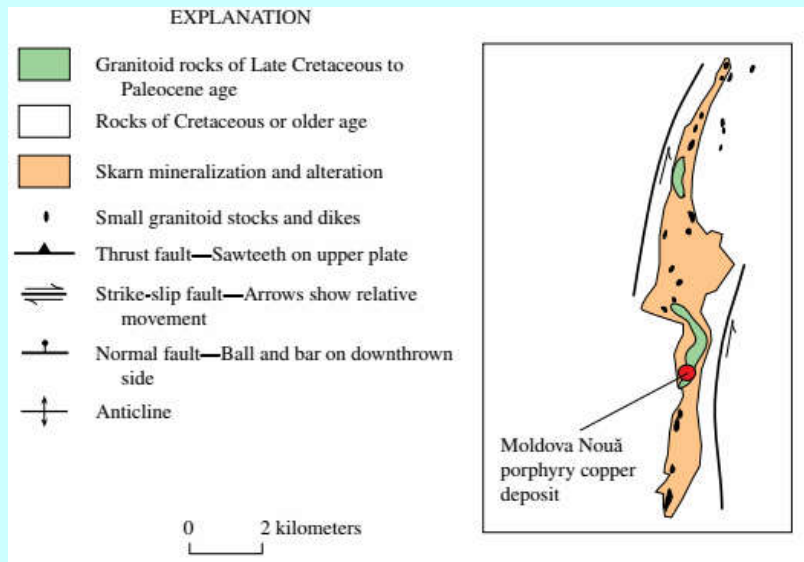 EXPLANATION
Granitoid rocks of Late Cretaceous to
Paleocene age
Rocks of Cretaceous or older age
Skarn mineralization and alteration
Small granitoid stocks and dikes
Thrust fault—Sawteeth on upper plate
Strike-slip fault—Arrows show relative
movement
Normal fault—Ball and bar on downthrown
side
Anticline
0 2 kilometers
Moldova Nouă
porphyry copper
deposit